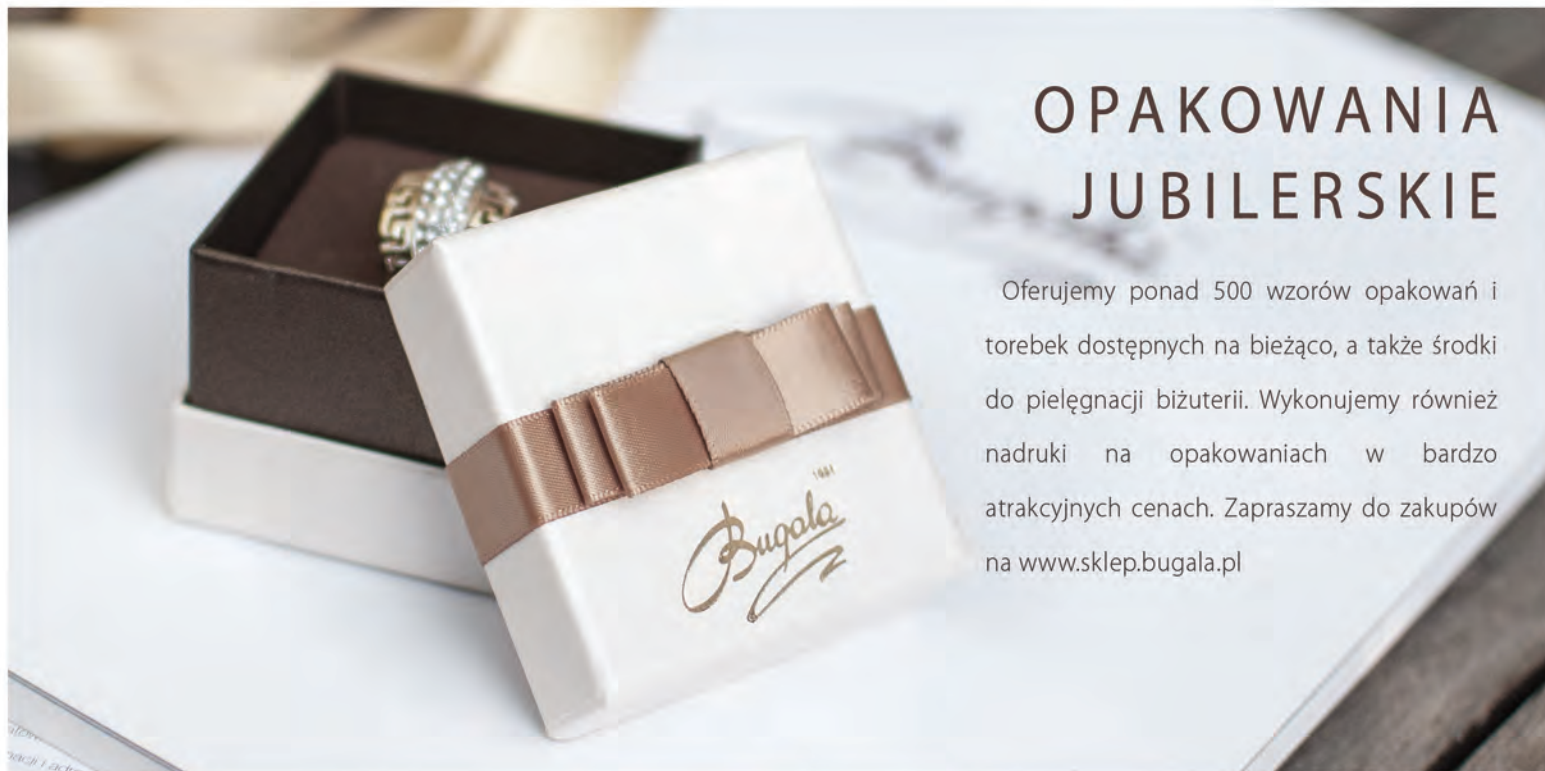 OPAKOWANIA
JUBILERSKIE
Oferujemy ponad 500 wzorów opakowań i
torebek dostępnych na bieżąco, a także środki
do pielęgnacji biżuterii. Wykonujemy również
nadruki na opakowaniach w bardzo
atrakcyjnych cenach. Zapraszamy do zakupów
na www.sklep.bugala.pl
1981
Bugala